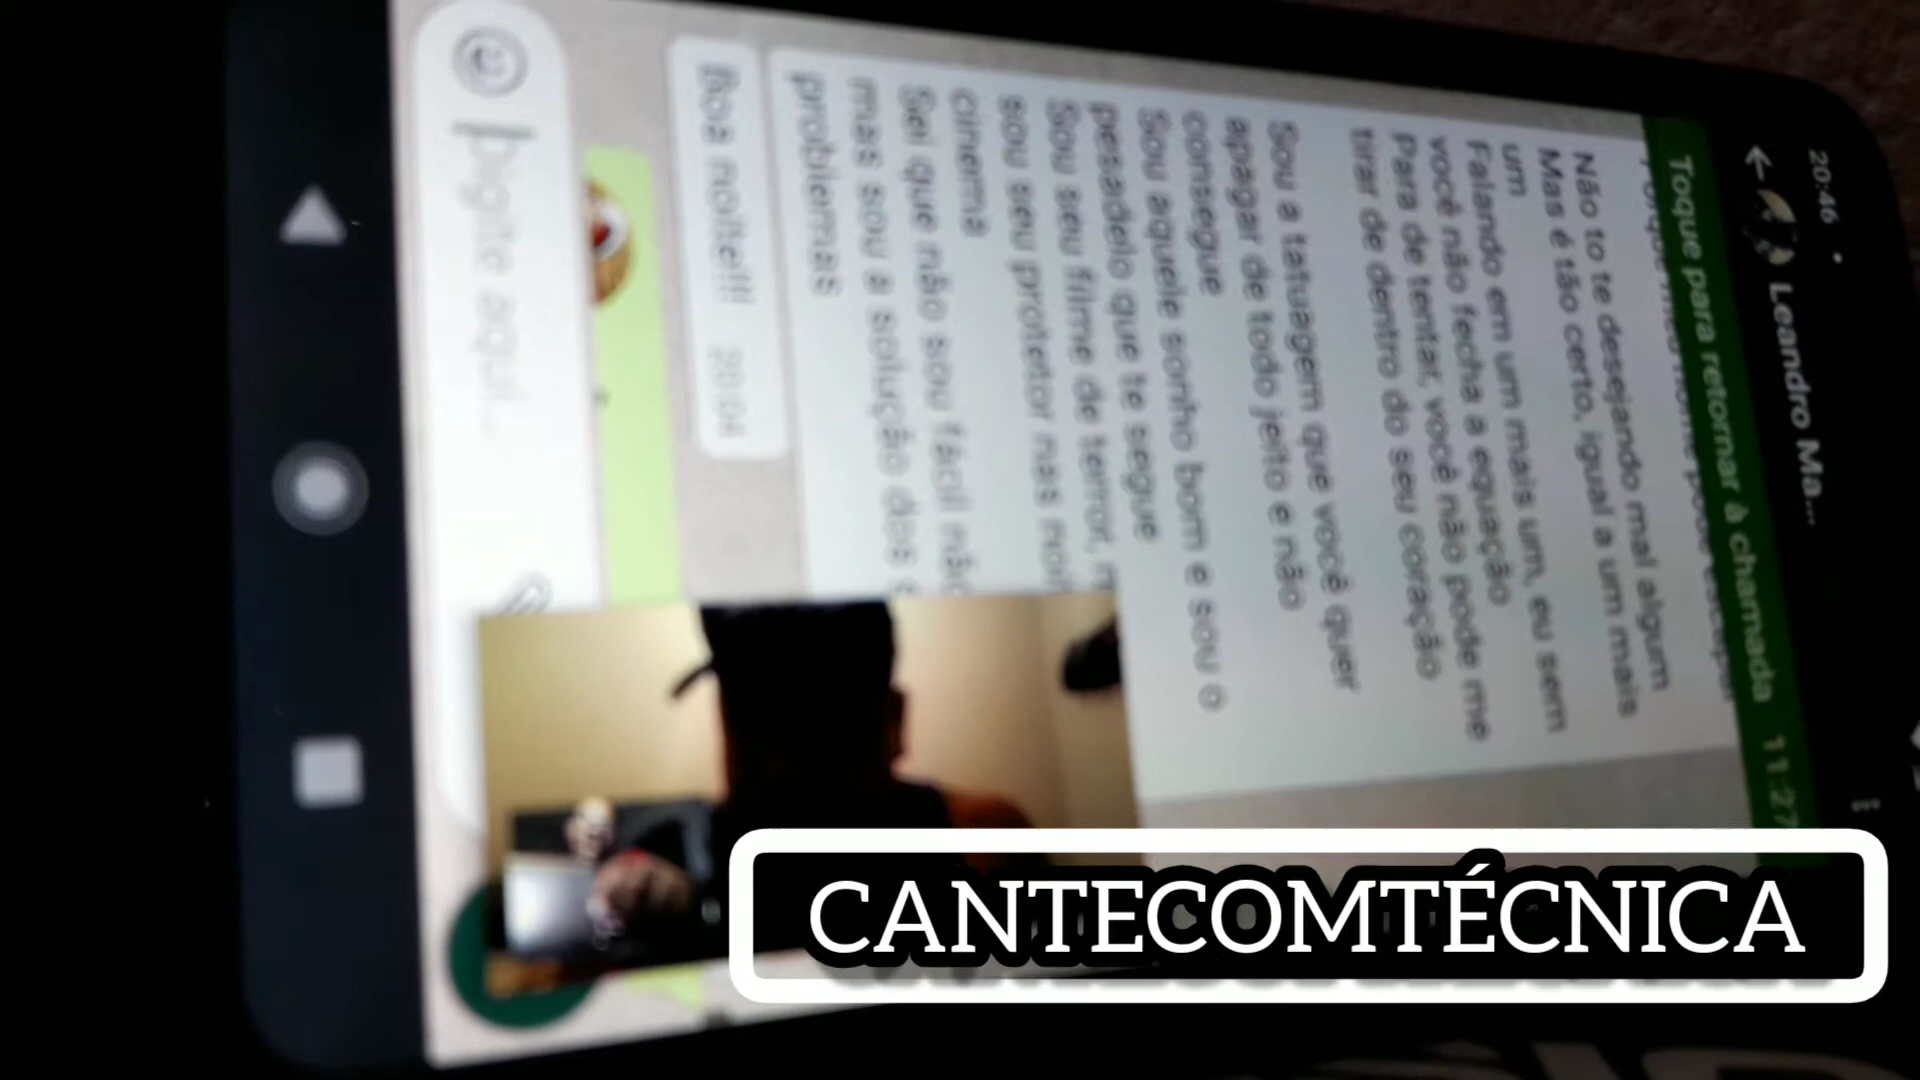 20:46
Leandro Ma...
Toque para retornar à chamada 11:27
Não to te desejando mal algum
Mas é tão certo, igual a um mais
um
Falando em um mais um, eu sem
você não fecha a equação
Para de tentar, você não pode me
tirar de dentro do seu coração
Sou a tatuagem que você quer
apagar de todo jeito e não
consegue
Sou aquele sonho bom e sou o
pesadelo que te segue
Sou seu filme de terror,
sou seu protetor nas
cinema
Sei que não sou fácil
mas sou a solução dos
problemas
Boa noite!!! 20:04
Digite aqui...
CANTECOMTÉCNICA